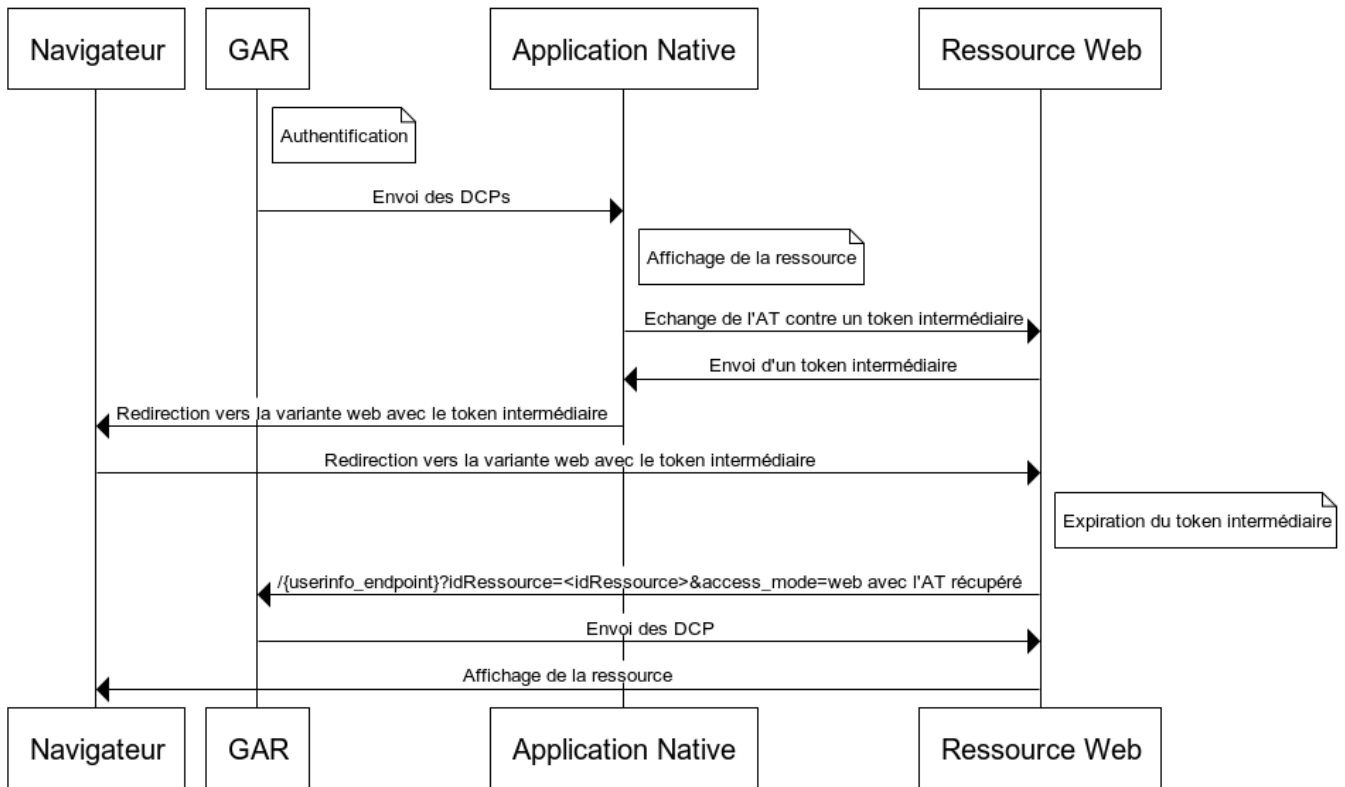 Navigateur
GAR
Application Native
Ressource Web
Authentification
Envoi des DCPs
Affichage de la ressource
Echange de l'AT contre un token intermédiaire
Envoi d'un token intermédiaire
Redirection vers la variante web avec le token intermédiaire
Redirection vers la variante web avec le token intermédiaire
Expiration du token intermédiaire
/{userinfo_endpoint}?idRessource=<idRessource>&access_mode=web avec l'AT récupéré
Envoi des DCP
Affichage de la ressource
Navigateur
GAR
Application Native
Ressource Web